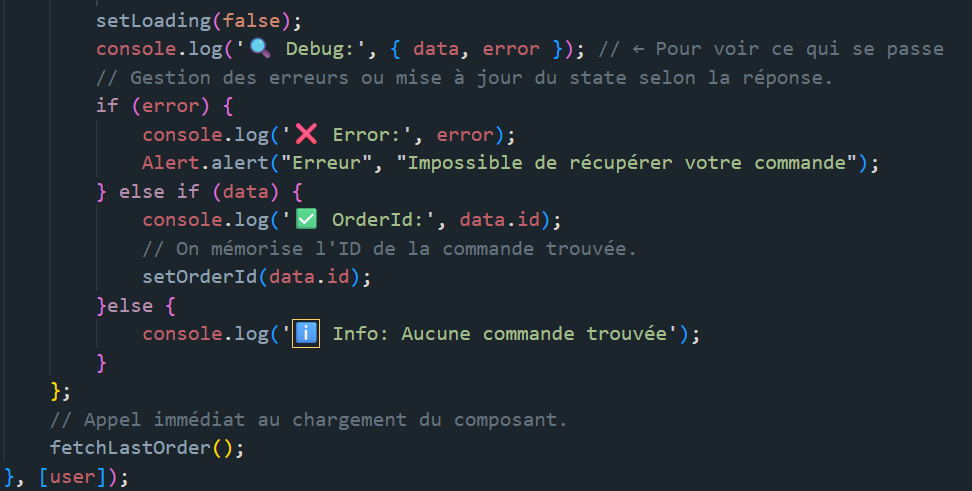 setLoading(false);
console.log('🔍 Debug:', { data, error }); // ← Pour voir ce qui se passe
// Gestion des erreurs ou mise à jour du state selon la réponse.
if (error) {
console.log('❌ Error:', error);
Alert.alert("Erreur", "Impossible de récupérer votre commande");
} else if (data) {
console.log('✅ OrderId:', data.id);
// On mémorise l'ID de la commande trouvée.
setOrderId(data.id);
}else {
console.log('ℹ️ Info: Aucune commande trouvée');
}
};
// Appel immédiat au chargement du composant.
fetchLastOrder();
}, [user]);